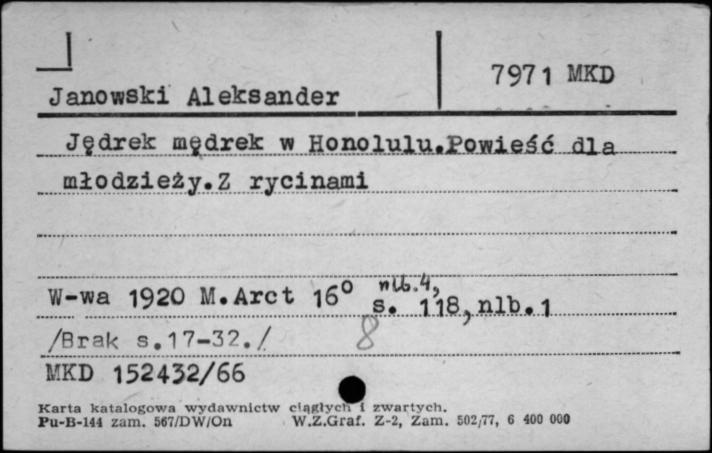 7971 MKD
Janowski Aleksander
Jędrek mędrek w Honolulu.Powieść dla
młodzieży.Z rycinami
W-wa 1920 M.Arct 16° nlb.4, s. 118,nlb.1
/Brak s.17-32./ 8
MKD 152432/66
Karta katalogowa wydawnictw ciągłych i zwartych.
Pu-B-144 zam. 567/DW/On W.Z.Graf. Z-2, Zam. 502/77, 6 400 000